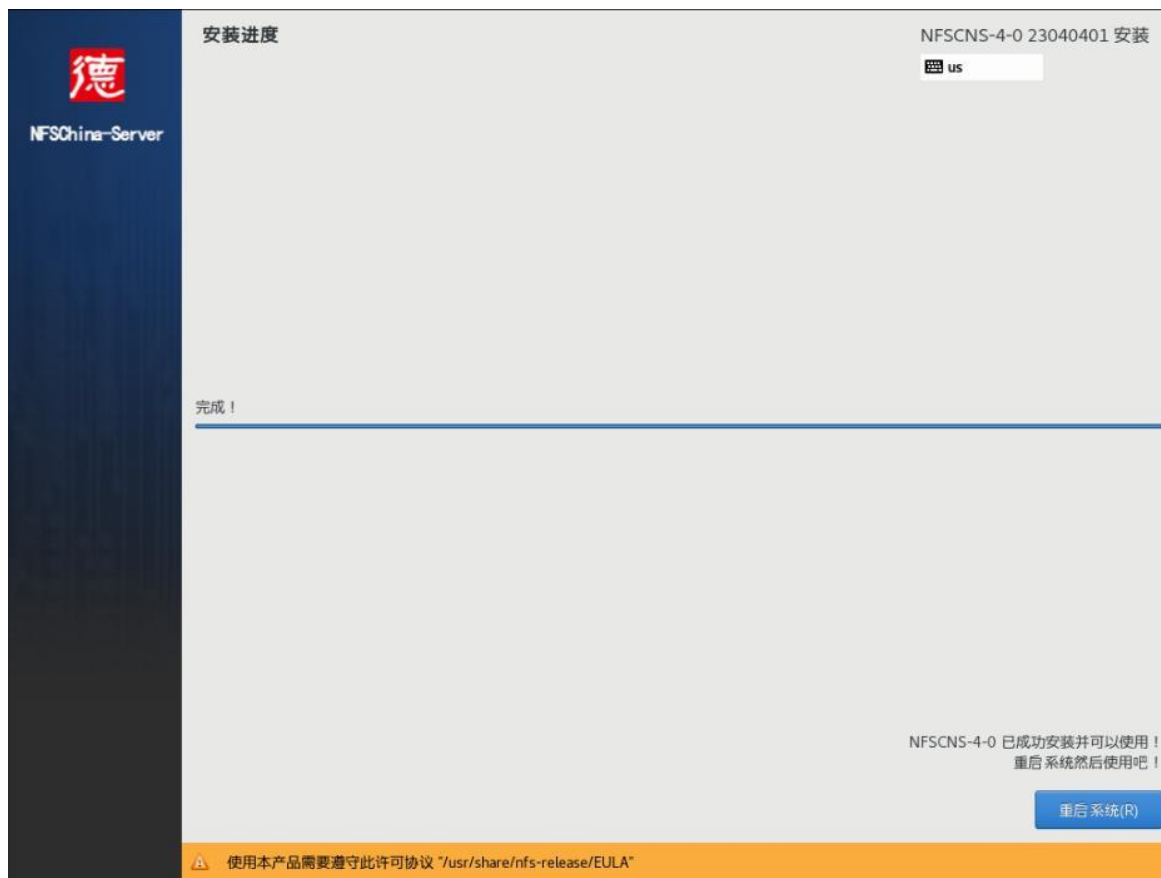 德
NFSChina-Server
安装进度
NFSCNS-4-0 23040401 安装
us
完成！
NFSCNS-4-0 已成功安装并可以使用！
重启系统然后使用吧！
重启系统(R)
使用本产品需要遵守此许可协议 "/usr/share/nfs-release/EULA"